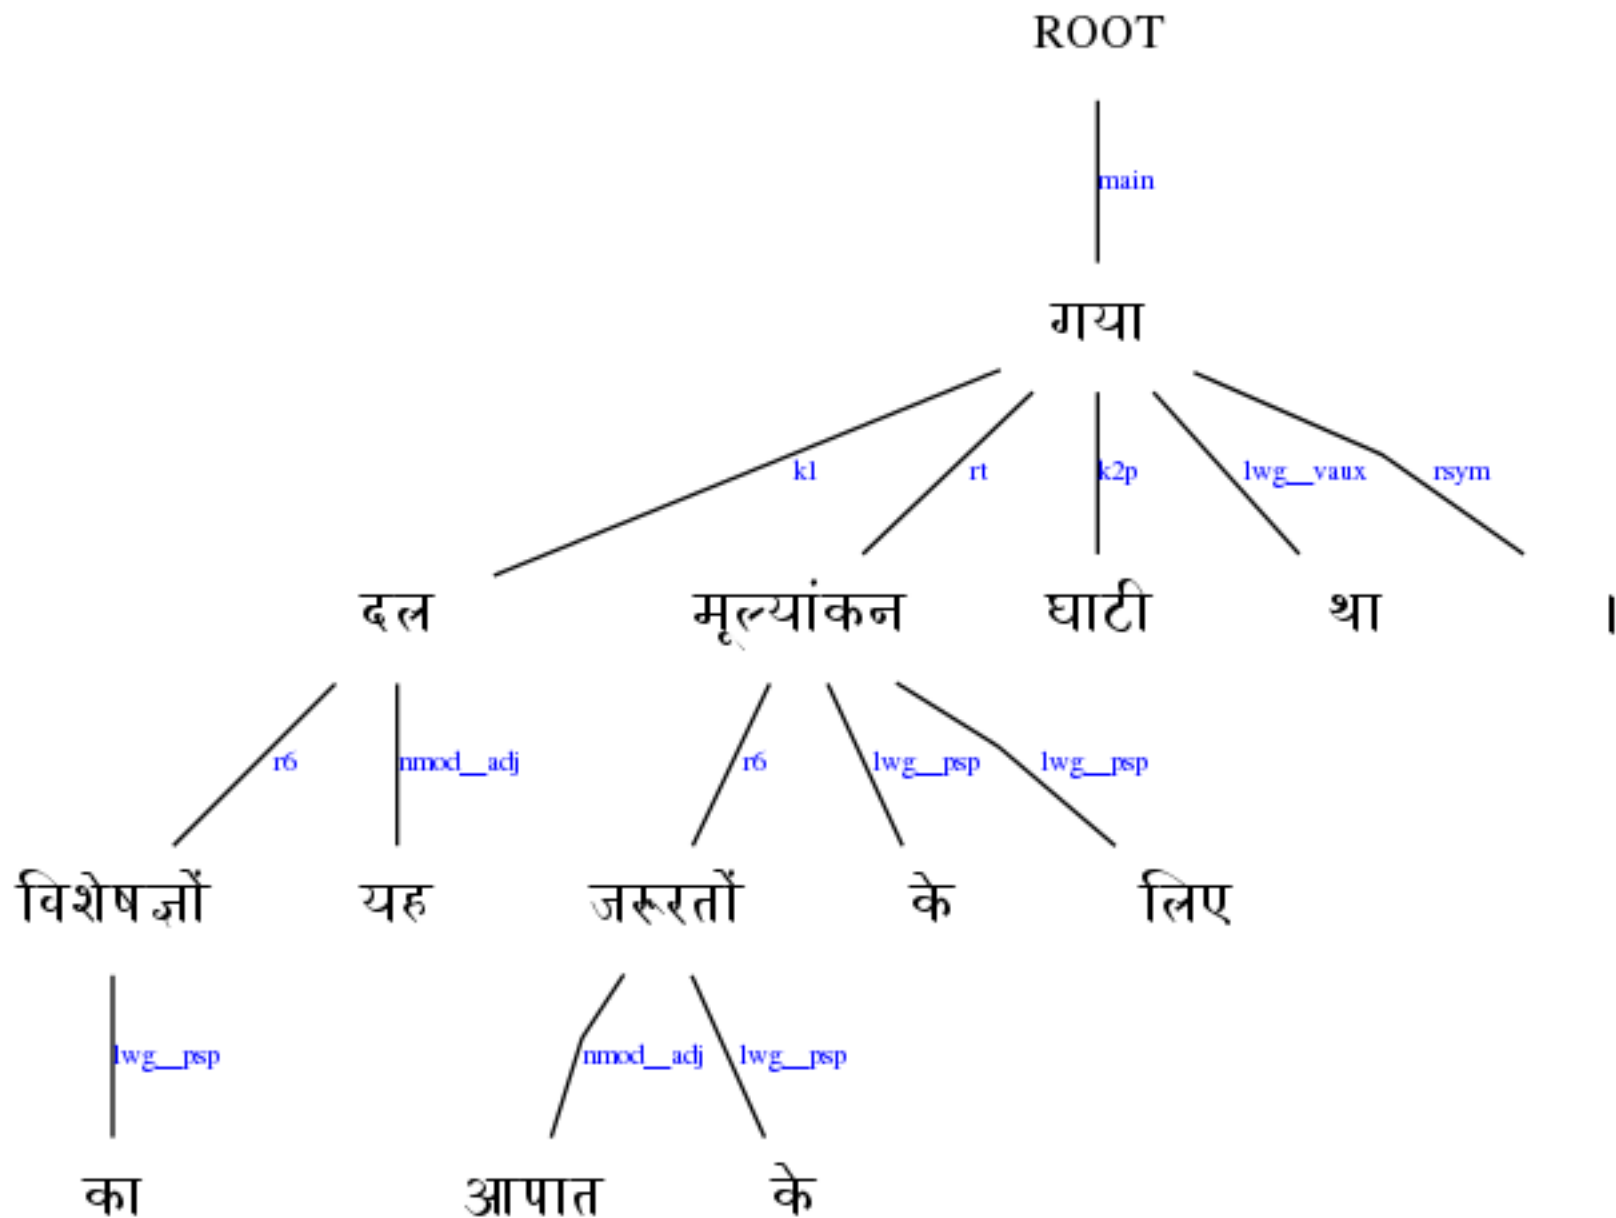 ROOT
main
गया
k1 rt k2p lwg__vaux rsym
दल मूल्यांकन घाटी था ।
r6 nmod__adj r6 lwg__psp lwg__psp
विशेषज्ञों यह जरूरतों के लिए
lwg__psp nmod__adj lwg__psp
का आपात के